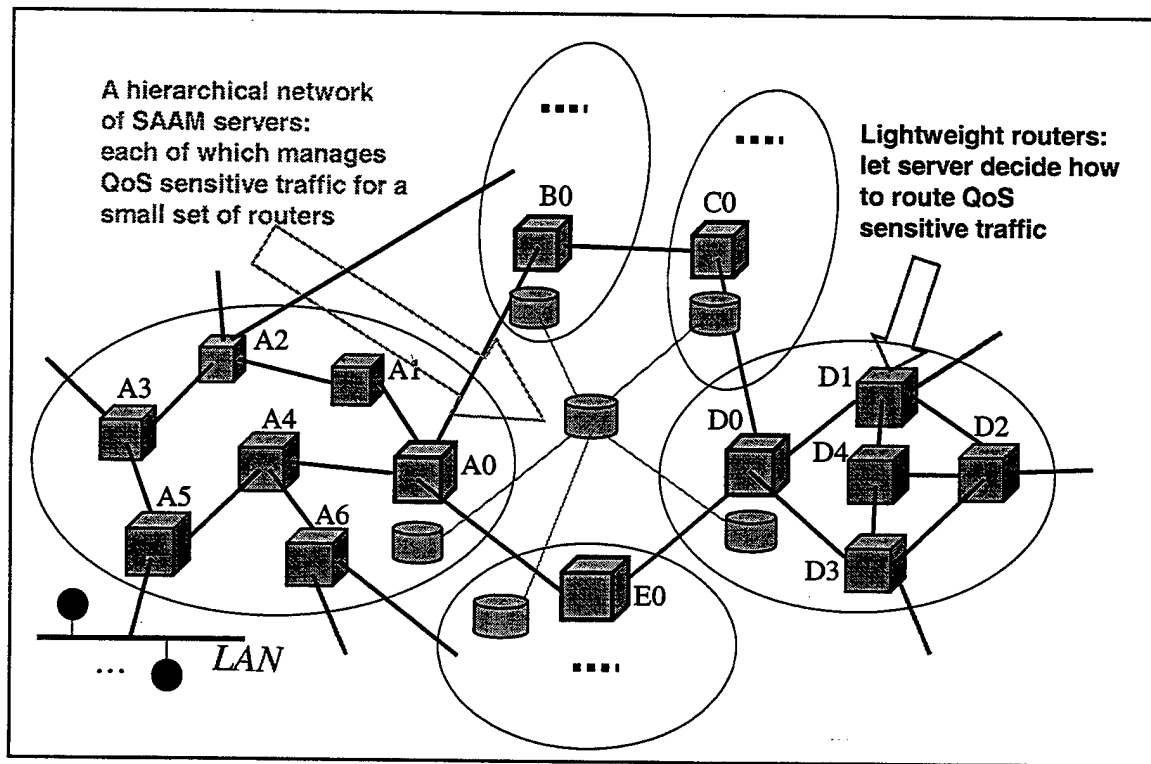 A hierarchical network
of SAAM servers:
each of which manages
QoS sensitive traffic for a
small set of routers
Lightweight routers:
let server decide how
to route QoS
sensitive traffic
B0
C0
A2
A1
A3
A4
A0
A5
A6
D1
D0
D2
D4
D3
E0
... LAN